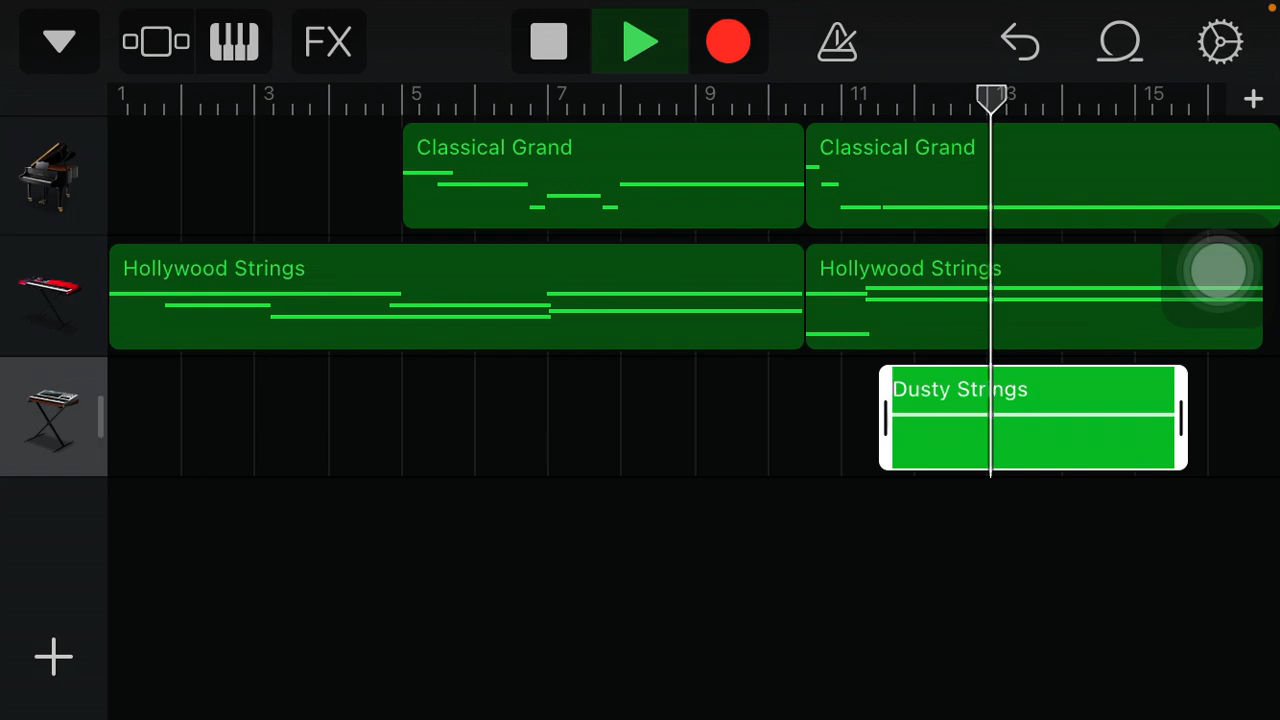 FX
1 3 5 7 9 11 13 15
Classical Grand Classical Grand
Hollywood Strings Hollywood Strings
Dusty Strings